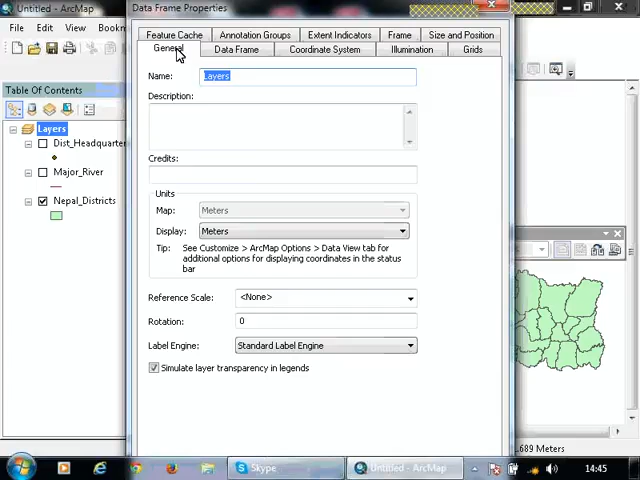 Untitled - ArcMap
Data Frame Properties
File Edit View Bookm
Feature Cache Annotation Groups Extent Indicators Frame Size and Position
General Data Frame Coordinate System Illumination Grids
Name: Layers
Table Of Contents
Description:
Layers
Dist_Headquarter
Major_River
Nepal_Districts
Credits:
Units
Map: Meters
Display: Meters
Tip: See Customize > ArcMap Options > Data View tab for
additional options for displaying coordinates in the status
bar
Reference Scale: <None>
Rotation: 0
Label Engine: Standard Label Engine
Simulate layer transparency in legends
.689 Meters
Skype
Untitled - ArcMap
14:45